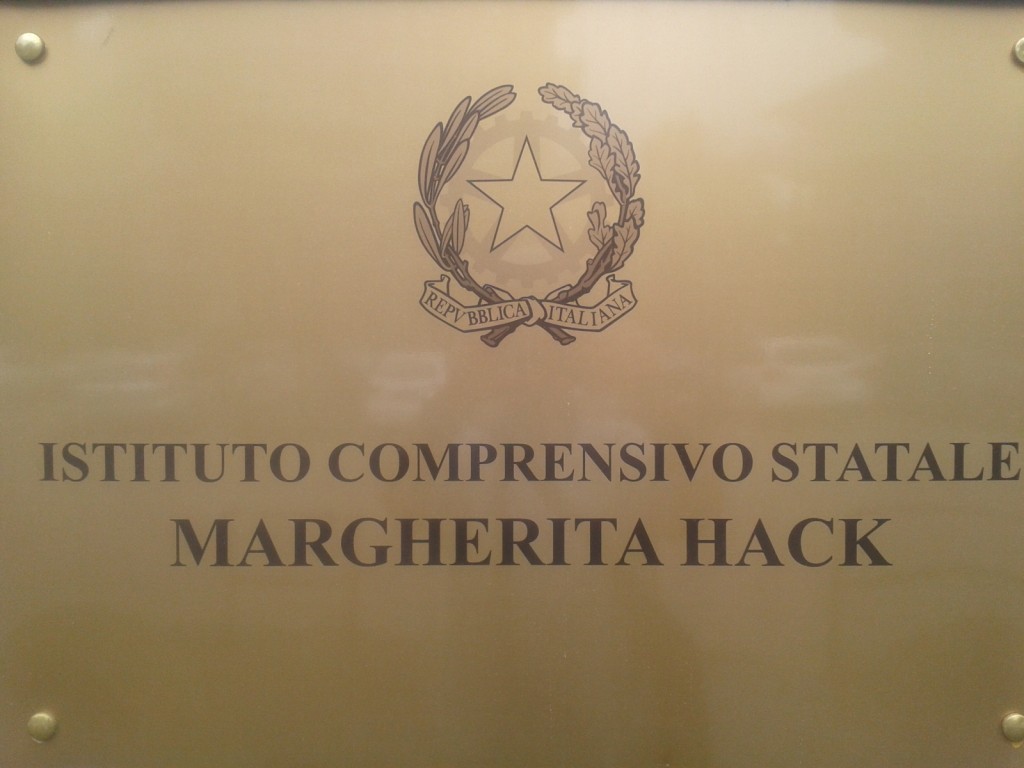 REPVBBLICA ITALIANA
ISTITUTO COMPRENSIVO STATALE
MARGHERITA HACK